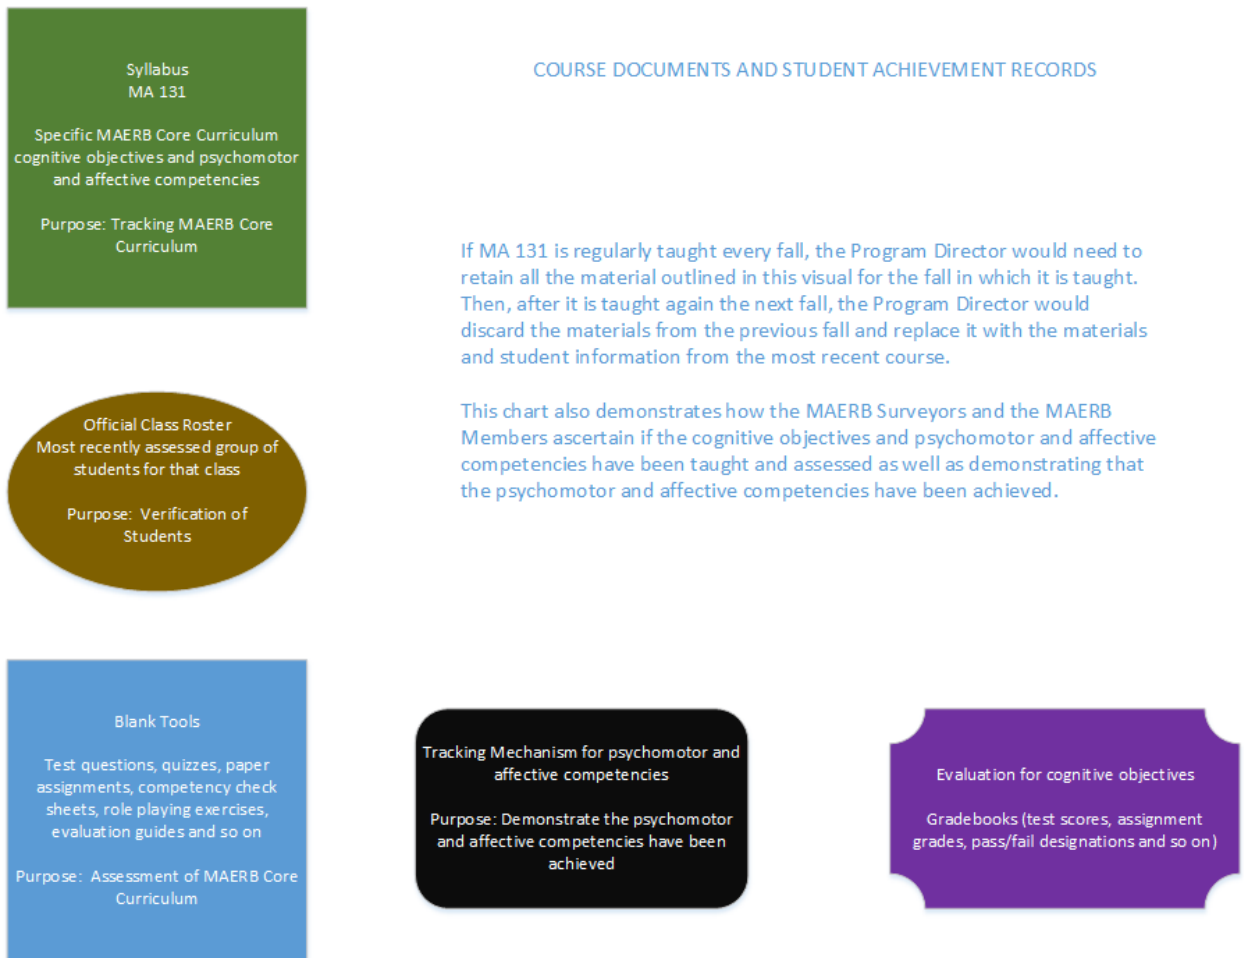 Syllabus
MA 131
Specific MAERB Core Curriculum
cognitive objectives and psychomotor
and affective competencies
Purpose: Tracking MAERB Core
Curriculum
COURSE DOCUMENTS AND STUDENT ACHIEVEMENT RECORDS
If MA 131 is regularly taught every fall, the Program Director would need to
retain all the material outlined in this visual for the fall in which it is taught.
Then, after it is taught again the next fall, the Program Director would
discard the materials from the previous fall and replace it with the materials
and student information from the most recent course.
This chart also demonstrates how the MAERB Surveyors and the MAERB
Members ascertain if the cognitive objectives and psychomotor and affective
competencies have been taught and assessed as well as demonstrating that
the psychomotor and affective competencies have been achieved.
Official Class Roster
Most recently assessed group of
students for that class
Purpose: Verification of
Students
Blank Tools
Test questions, quizzes, paper
assignments, competency check
sheets, role playing exercises,
evaluation guides and so on
Purpose: Assessment of MAERB Core
Curriculum
Tracking Mechanism for psychomotor and
affective competencies
Purpose: Demonstrate the psychomotor
and affective competencies have been
achieved
Evaluation for cognitive objectives
Gradebooks (test scores, assignment
grades, pass/fail designations and so on)